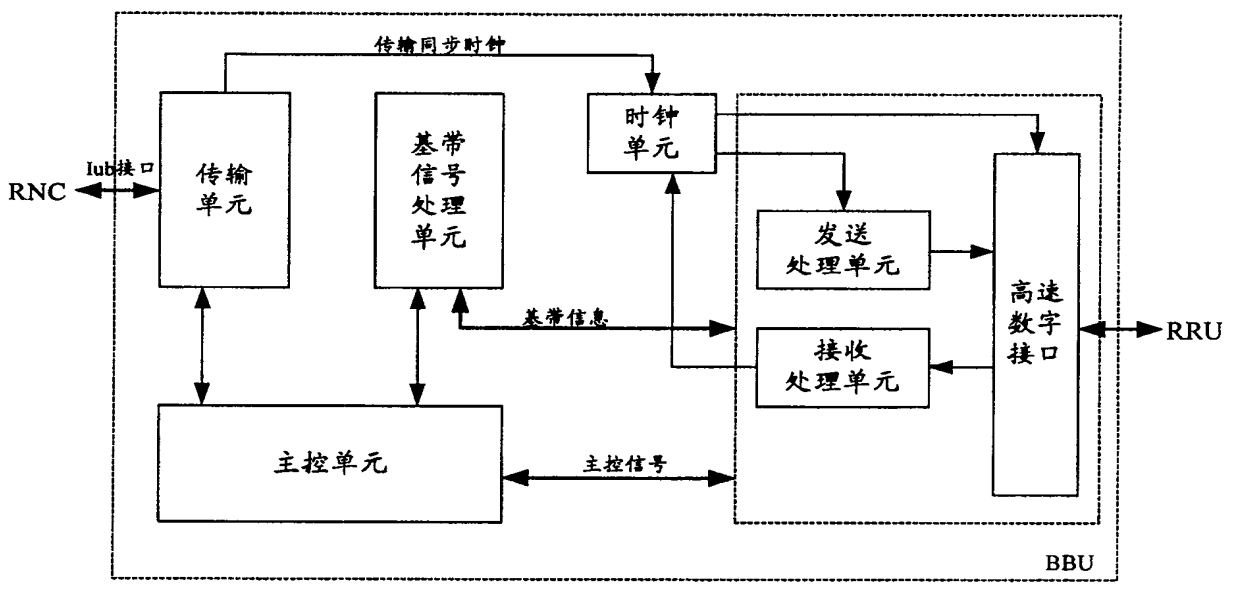 传输同步时钟
时钟
单元
基带
信号
处理
单元
Iub接口
RNC
传输
单元
发送
处理单元
高速
数字
接口
基带信息
RRU
接收
处理单元
主控单元
主控信号
BBU